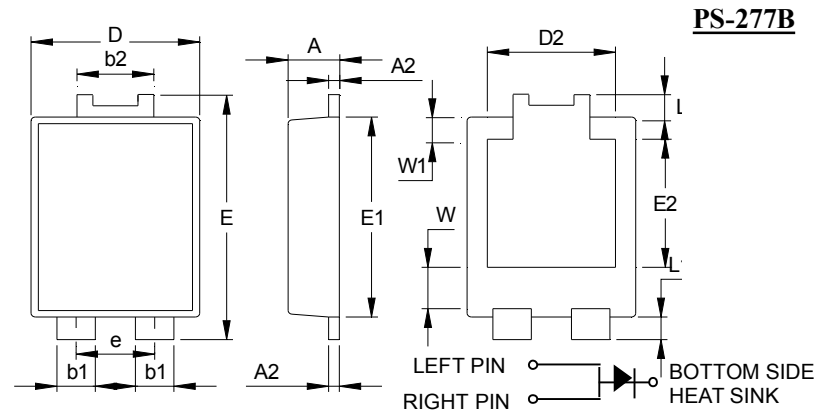 PS-277B
D
b2
A
A2
D2
L
W1
E
E1
W
E2
L
e
b1
b1
A2
LEFT PIN
RIGHT PIN
BOTTOM SIDE
HEAT SINK